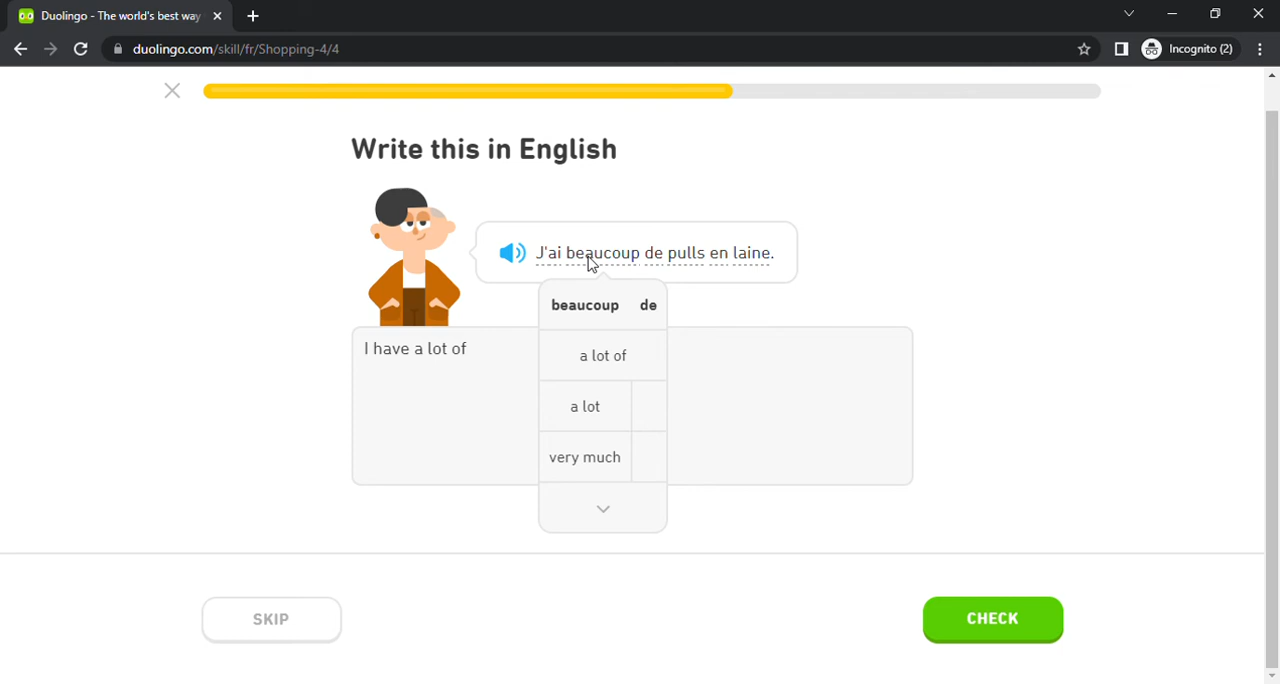 Duolingo - The world's best way
duolingo.com/skill/fr/Shopping-4/4
Incognito (2)
Write this in English
J'ai beaucoup de pulls en laine.
beaucoup de
I have a lot of
a lot of
a lot
very much
SKIP
CHECK